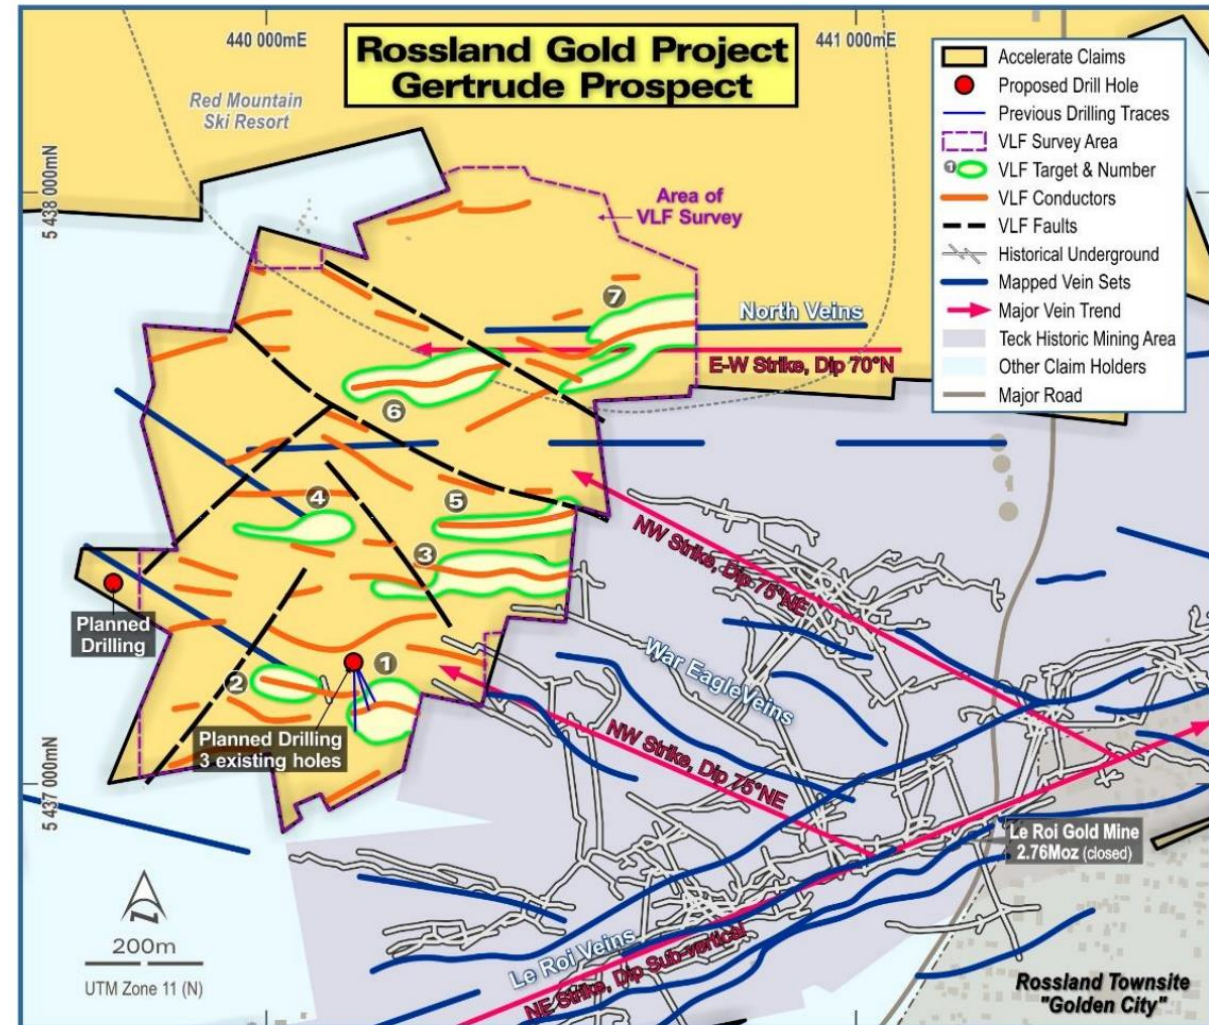 440 000mE
441 000mE
Rossland Gold Project
Gertrude Prospect
Red Mountain
Ski Resort
5 438 000mN
Area of
VLF Survey
Accelerate Claims
Proposed Drill Hole
Previous Drilling Traces
VLF Survey Area
1
VLF Target & Number
VLF Conductors
VLF Faults
Historical Underground
Mapped Vein Sets
Major Vein Trend
Teck Historic Mining Area
Other Claim Holders
Major Road
7
North Veins
E-W Strike, Dip 70°N
6
4
5
3
NW Strike, Dip 75°NE
Planned
Drilling
War EagleVeins
2
1
Planned Drilling
3 existing holes
NW Strike, Dip 75°NE
5 437 000mN
Le Roi Gold Mine
2.76Moz (closed)
200m
UTM Zone 11 (N)
Le Roi Veins
NE Strike, Dip Sub-vertical
Rossland Townsite
"Golden City"